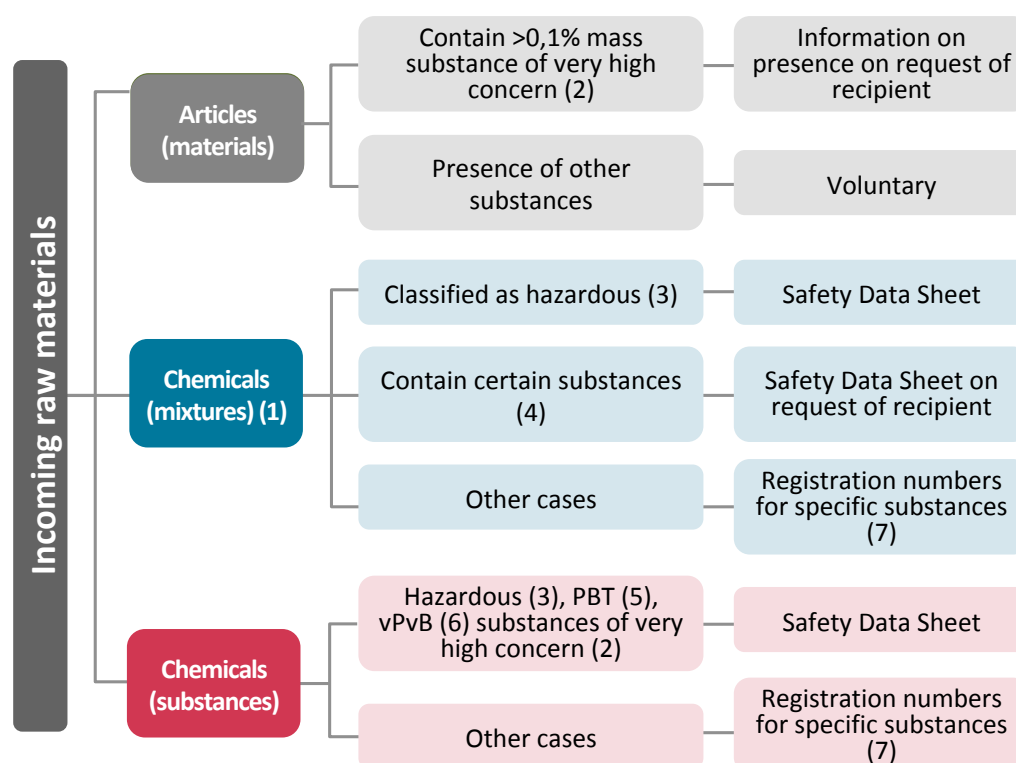 Incoming raw materials
Articles
(materials)
Contain >0,1% mass
substance of very high
concern (2)
Information on
presence on request of
recipient
Presence of other
substances
Voluntary
Chemicals
(mixtures) (1)
Classified as hazardous (3)
Safety Data Sheet
Contain certain substances
(4)
Safety Data Sheet on
request of recipient
Other cases
Registration numbers
for specific substances
(7)
Chemicals
(substances)
Hazardous (3), PBT (5),
vPvB (6) substances of very
high concern (2)
Safety Data Sheet
Other cases
Registration numbers
for specific substances
(7)